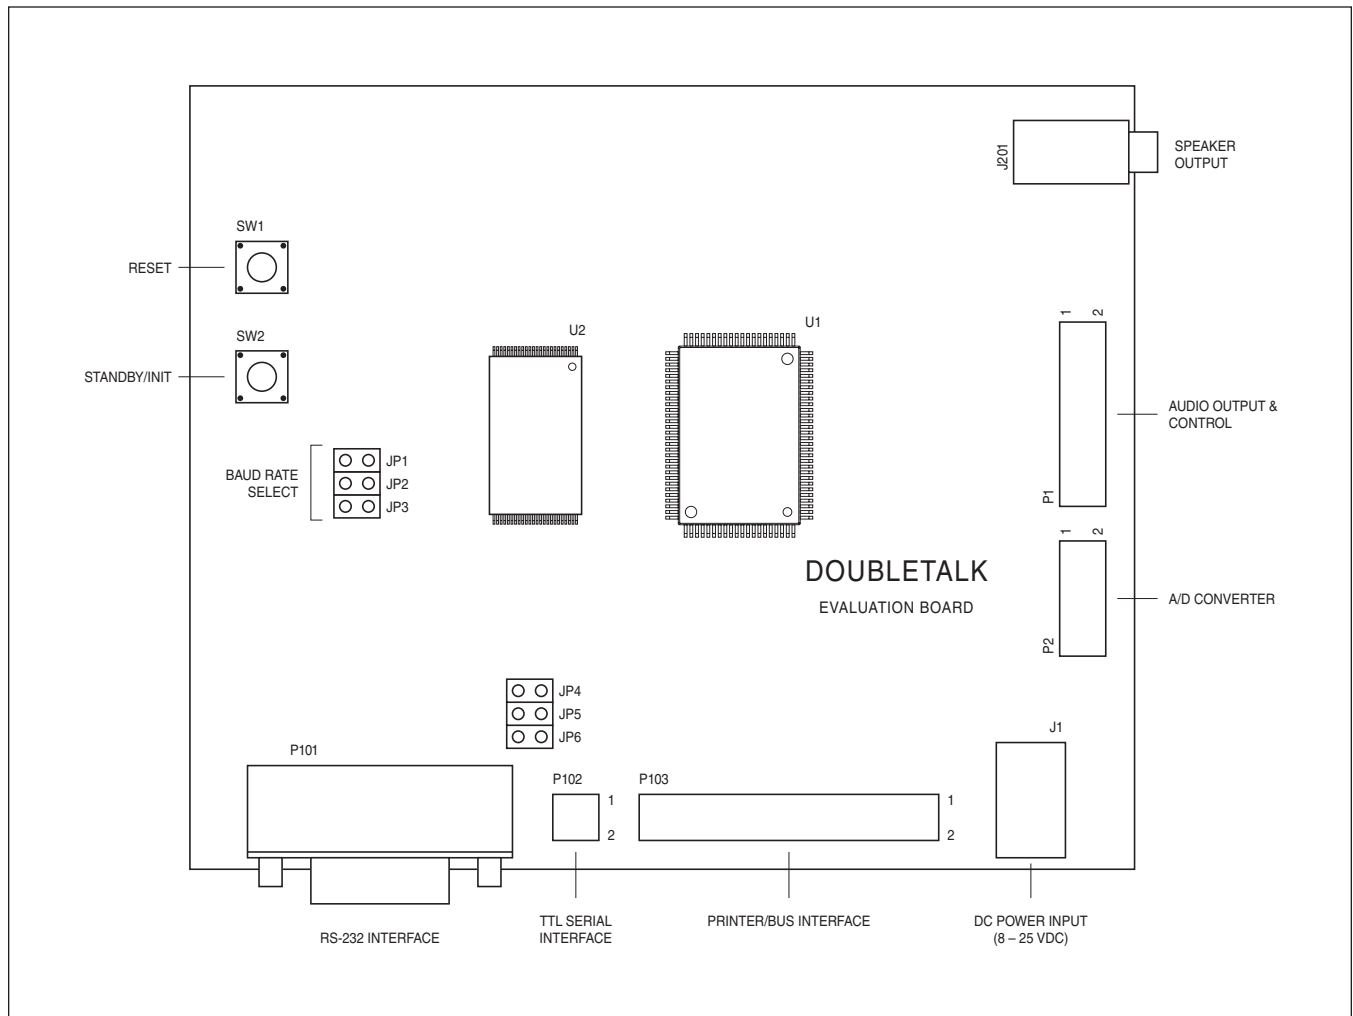 J201
SPEAKER
OUTPUT
SW1
RESET
SW2
STANDBY/INIT
U2
U1
1 2
AUDIO OUTPUT &
CONTROL
P1
BAUD RATE
SELECT
JP1
JP2
JP3
1 2
A/D CONVERTER
P2
DOUBLETALK
EVALUATION BOARD
JP4
JP5
JP6
P101
P102
1
2
P103
1
2
J1
RS-232 INTERFACE
TTL SERIAL
INTERFACE
PRINTER/BUS INTERFACE
DC POWER INPUT
(8 – 25 VDC)